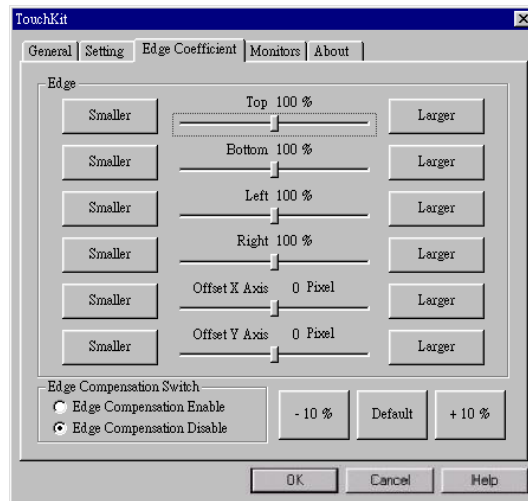 TouchKit
General Setting Edge Coefficient Monitors About
Edge
Smaller Top 100 % Larger
Smaller Bottom 100 % Larger
Smaller Left 100 % Larger
Smaller Right 100 % Larger
Smaller Offset X Axis 0 Pixel Larger
Smaller Offset Y Axis 0 Pixel Larger
Edge Compensation Switch
Edge Compensation Enable
Edge Compensation Disable
- 10 % Default + 10 %
OK Cancel Help